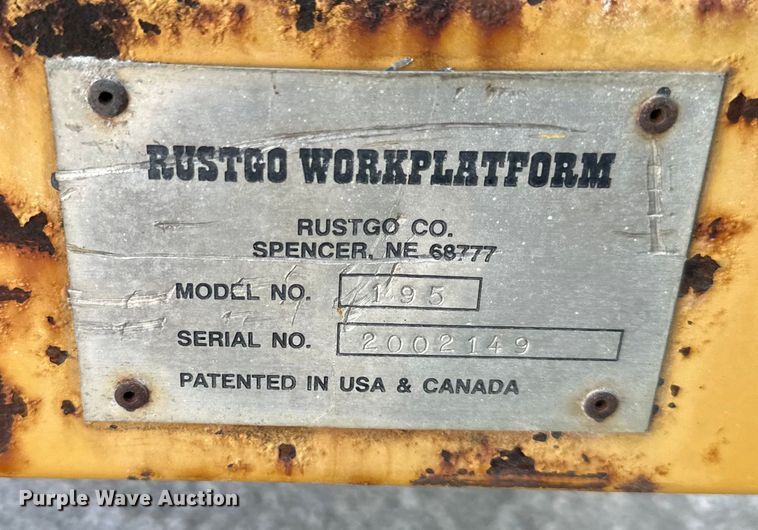 RUSTGO WORKPLATFORM
RUSTGO CO.
SPENCER, NE 68777
MODEL NO. 195
SERIAL NO. 2002149
PATENTED IN USA & CANADA
Purple Wave Auction